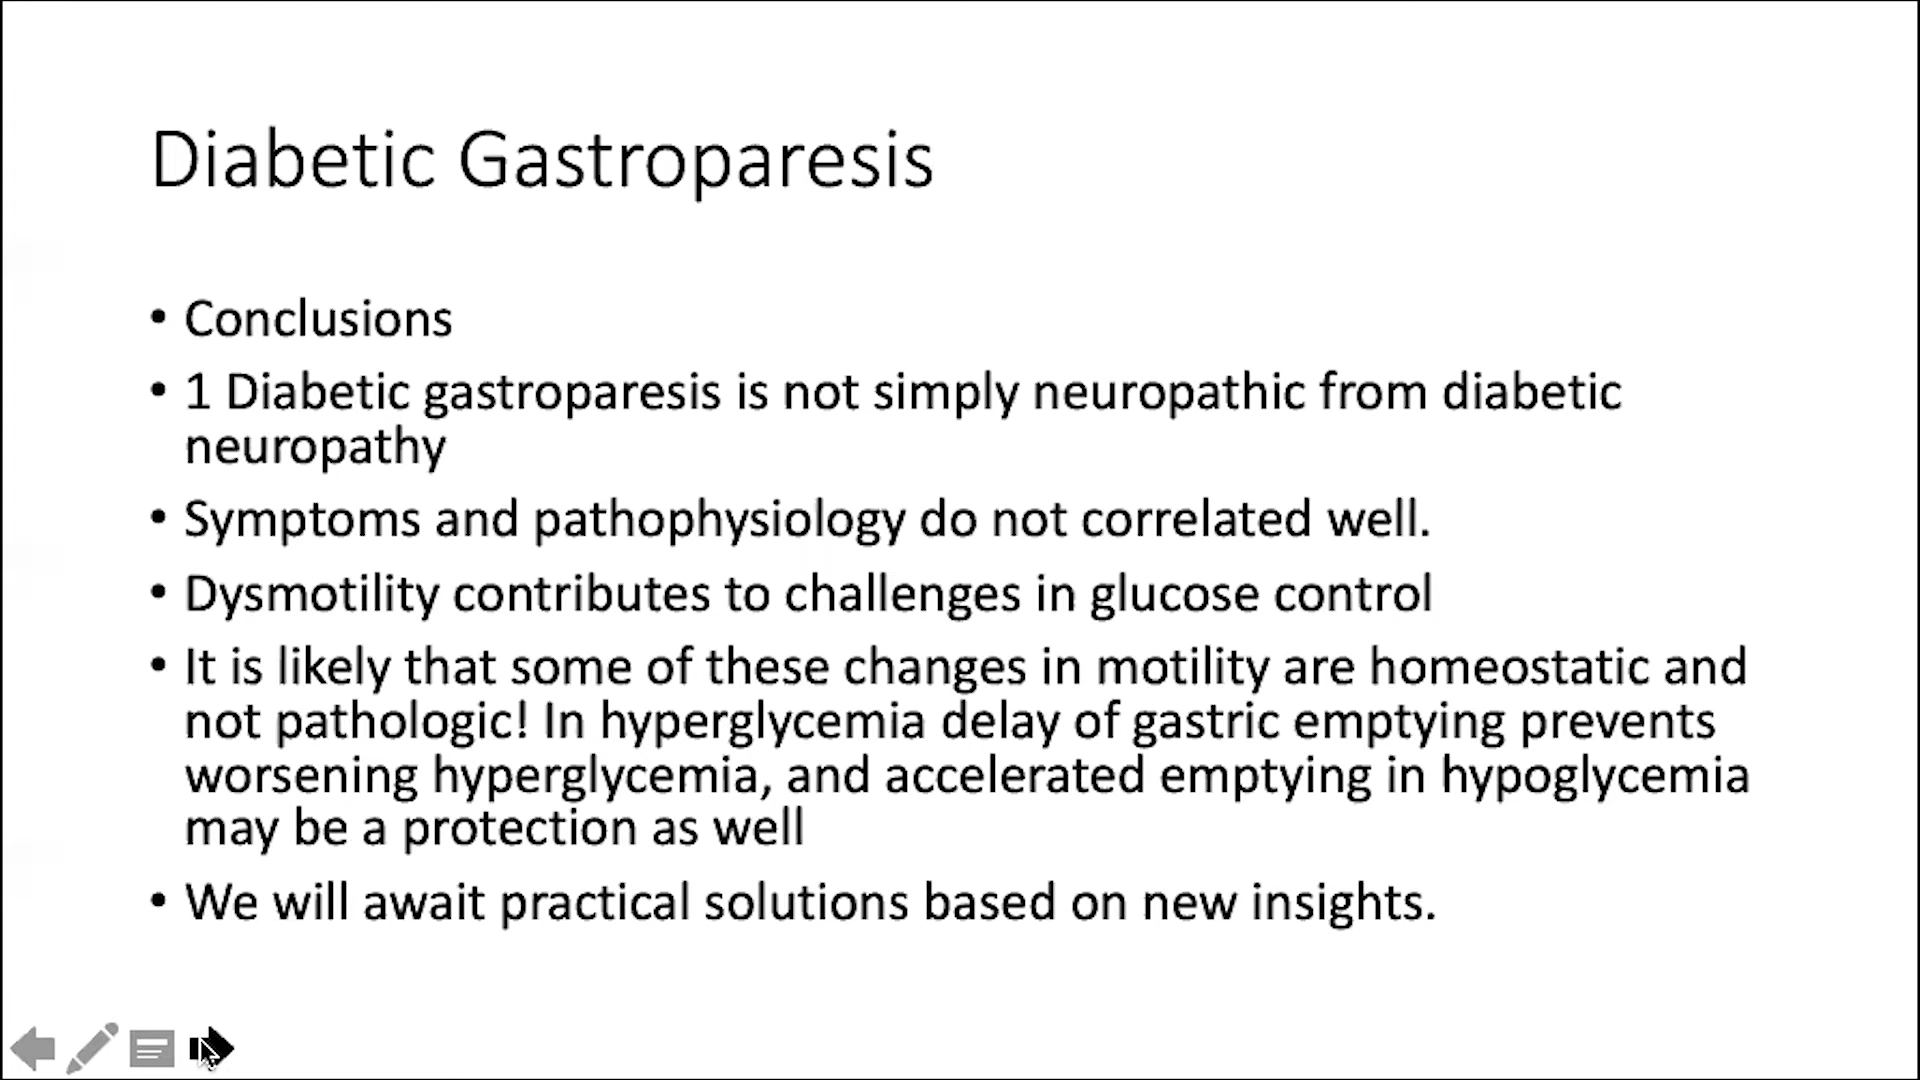 Diabetic Gastroparesis
• Conclusions
• 1 Diabetic gastroparesis is not simply neuropathic from diabetic
neuropathy
• Symptoms and pathophysiology do not correlated well.
• Dysmotility contributes to challenges in glucose control
• It is likely that some of these changes in motility are homeostatic and
not pathologic! In hyperglycemia delay of gastric emptying prevents
worsening hyperglycemia, and accelerated emptying in hypoglycemia
may be a protection as well
• We will await practical solutions based on new insights.